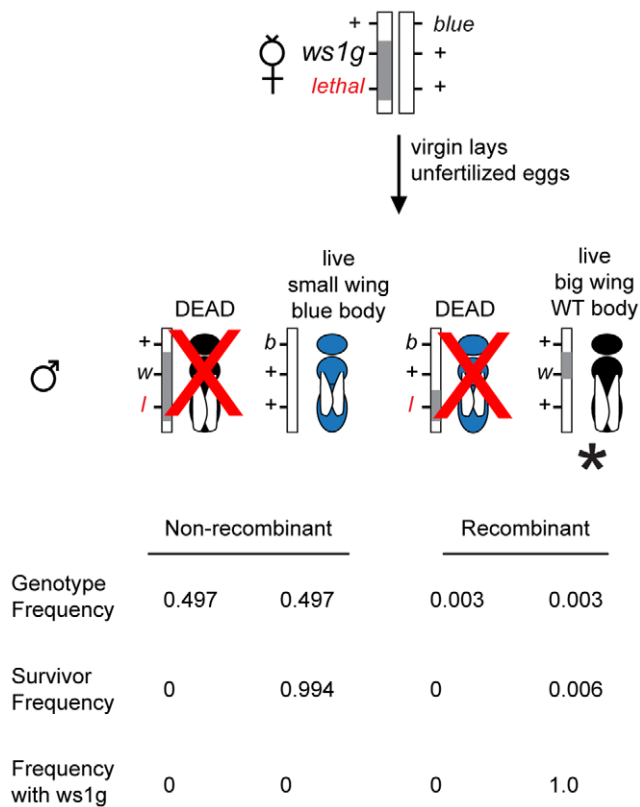 + blue
ws1g +
lethal +
virgin lays
unfertilized eggs
DEAD
live
small wing
blue body
DEAD
live
big wing
WT body
+ b b +
w + + w
l + l +
*
Non-recombinant Recombinant
Genotype
Frequency 0.497 0.497 0.003 0.003
Survivor
Frequency 0 0.994 0 0.006
Frequency
with ws1g 0 0 0 1.0